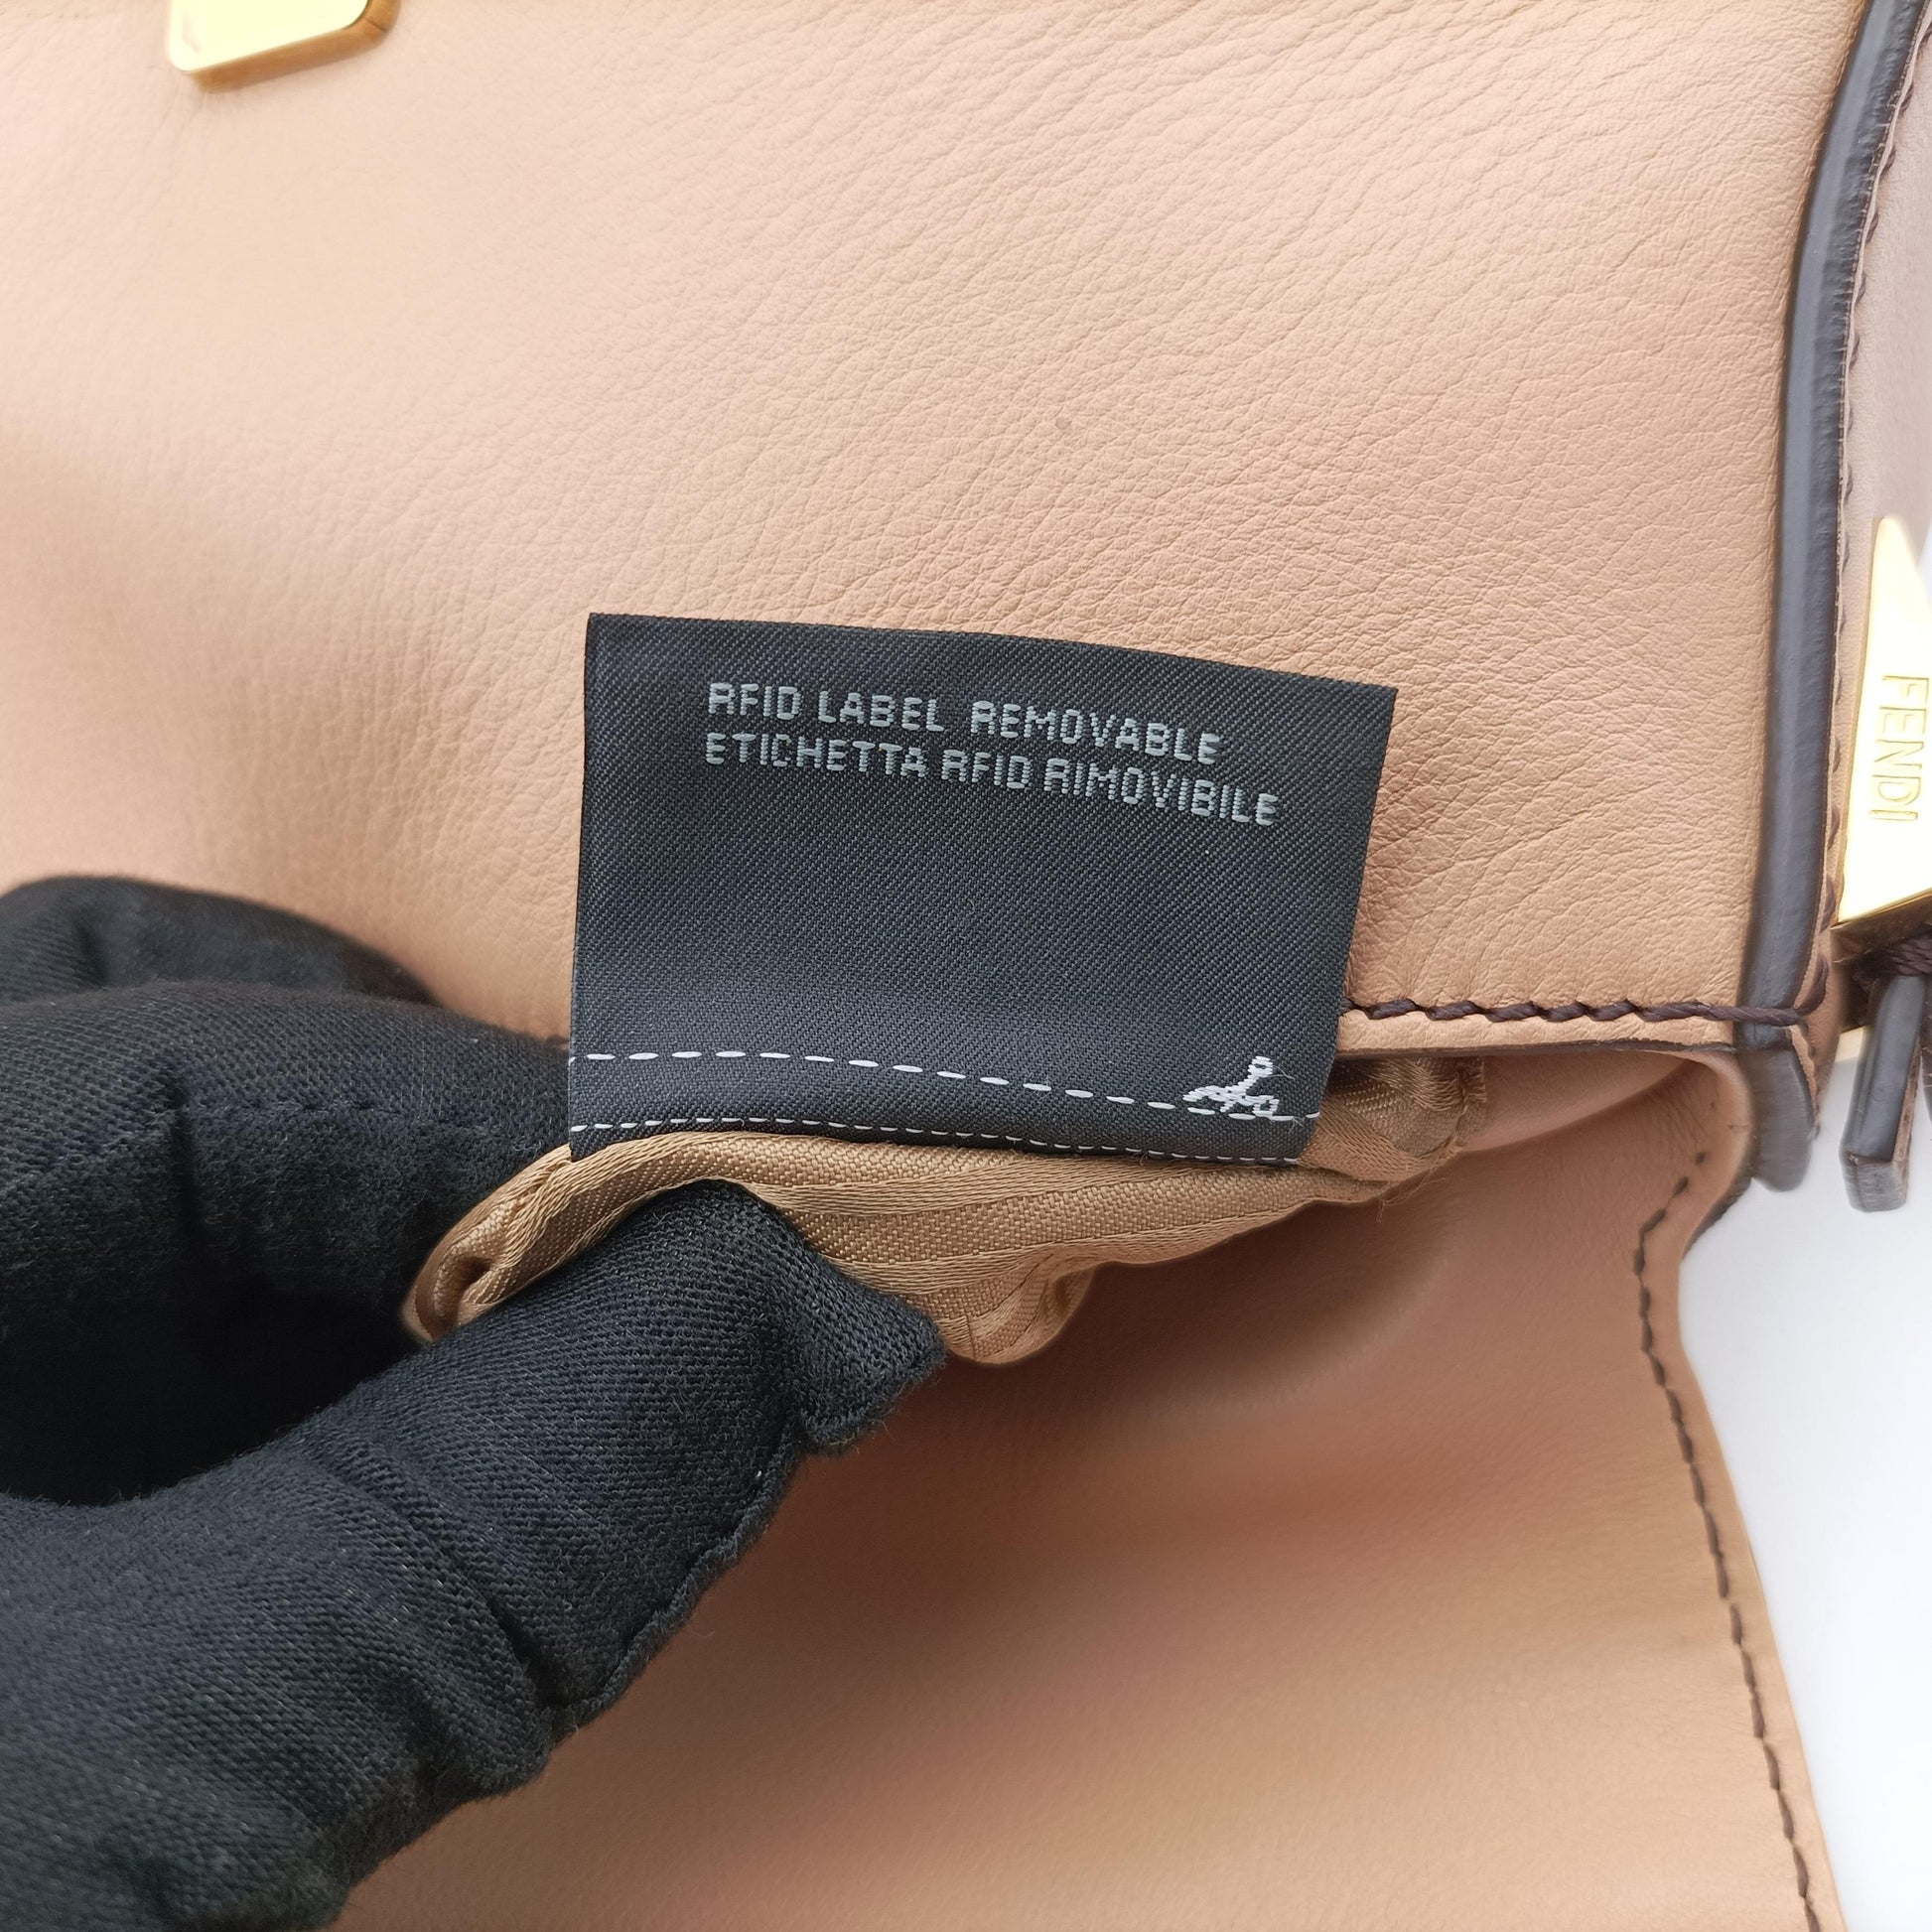 RFID LABEL REMOVABLE
ETICHETTA RFID RIMOVIBILE
FENDI